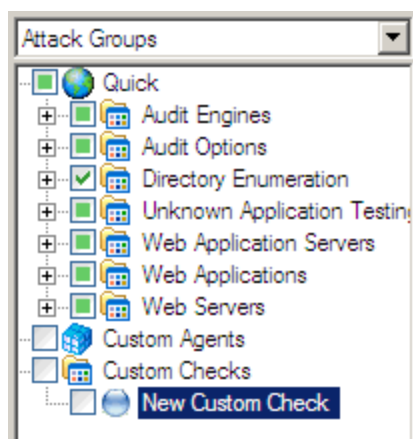 Attack Groups
Quick
Audit Engines
Audit Options
Directory Enumeration
Unknown Application Testing
Web Application Servers
Web Applications
Web Servers
Custom Agents
Custom Checks
New Custom Check